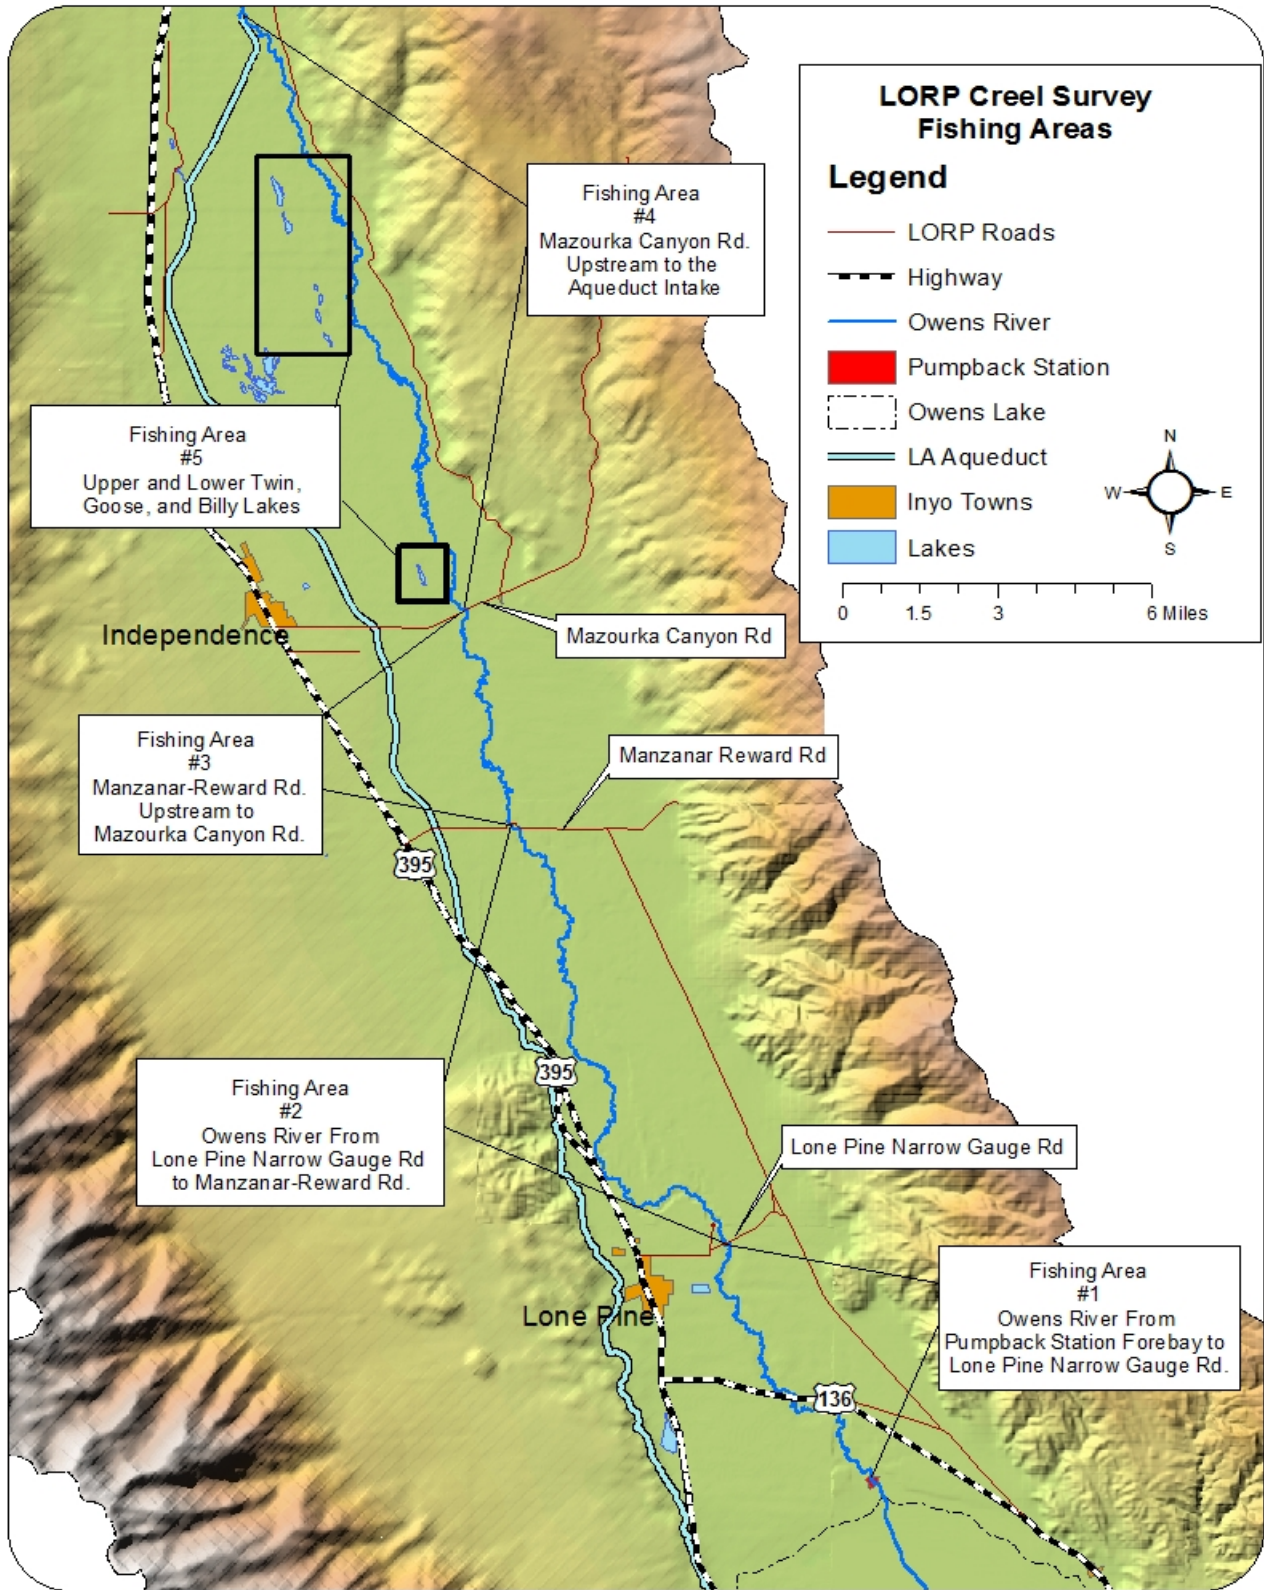 LORP Creel Survey
Fishing Areas
Legend
LORP Roads
Highway
Owens River
Pumpback Station
Owens Lake
LA Aqueduct
Inyo Towns
Lakes
N
W
E
S
0
1.5
3
6 Miles
Fishing Area
#4
Mazourka Canyon Rd.
Upstream to the
Aqueduct Intake
Fishing Area
#5
Upper and Lower Twin,
Goose, and Billy Lakes
Independence
Mazourka Canyon Rd
Fishing Area
#3
Manzanar-Reward Rd.
Upstream to
Mazourka Canyon Rd.
Manzanar Reward Rd
395
395
Fishing Area
#2
Owens River From
Lone Pine Narrow Gauge Rd
to Manzanar-Reward Rd.
Lone Pine Narrow Gauge Rd
Fishing Area
#1
Owens River From
Pumpback Station Forebay to
Lone Pine Narrow Gauge Rd.
Lone Pine
136